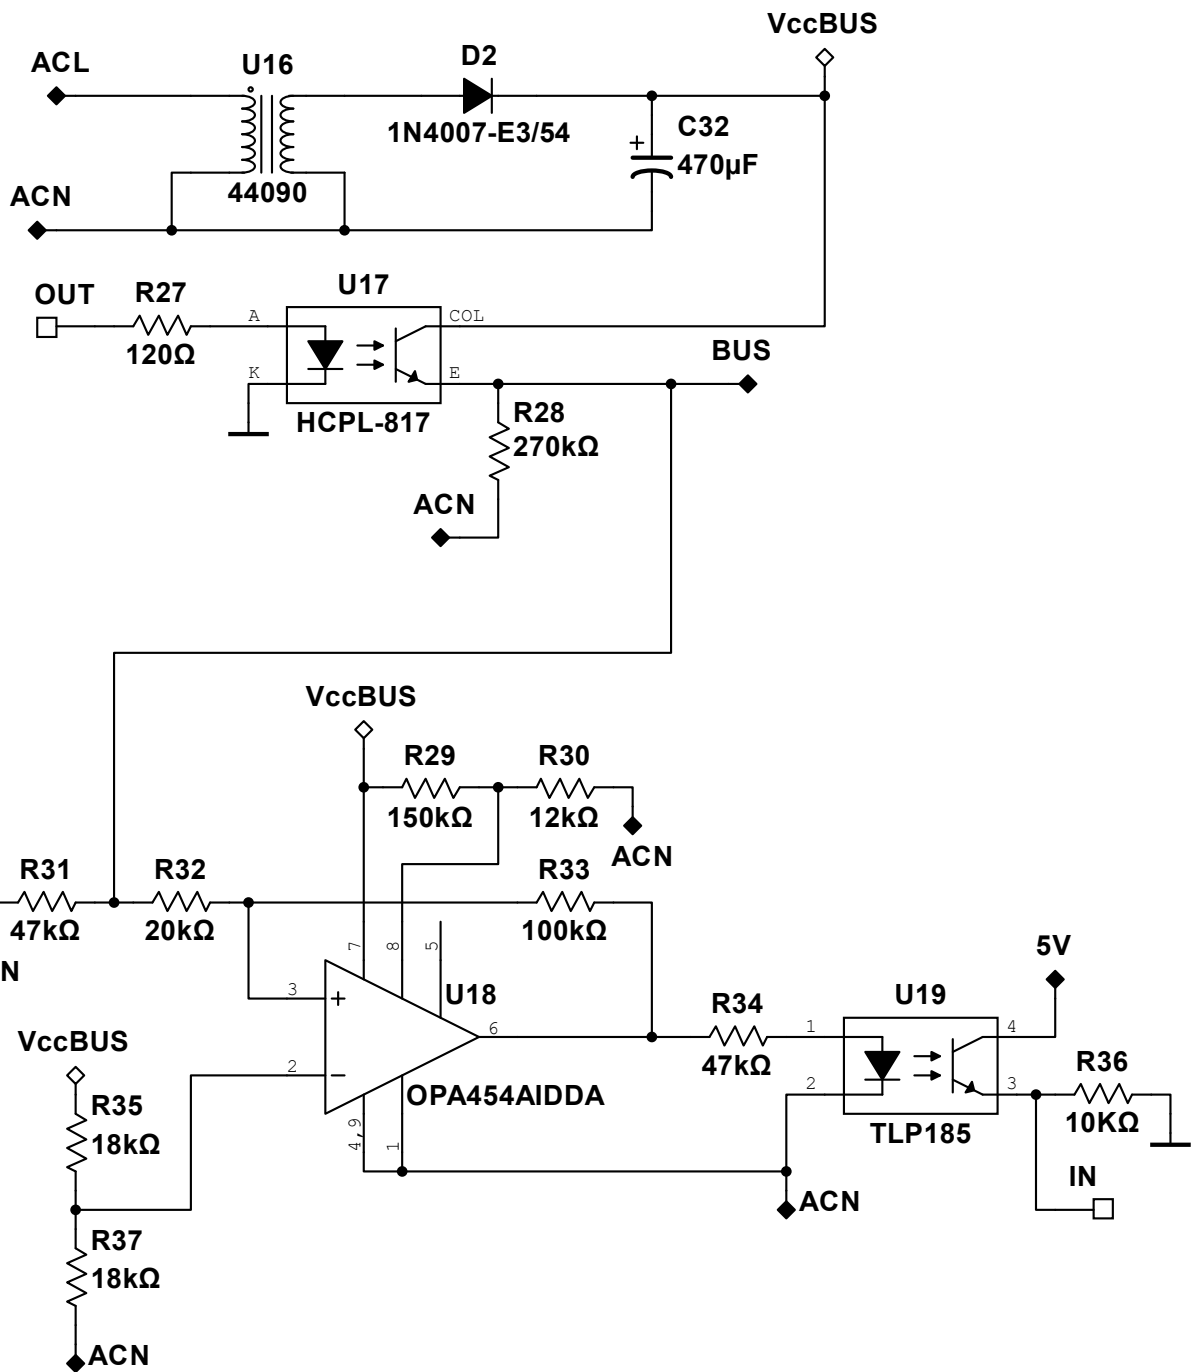 VccBUS
ACL
U16
D2
1N4007-E3/54
C32
+
470µF
44090
ACN
U17
OUT
R27
A
COL
120Ω
BUS
K
E
HCPL-817
R28
270kΩ
ACN
VccBUS
R29
R30
150kΩ
12kΩ
ACN
R31
R32
R33
47kΩ
20kΩ
100kΩ
N
7
8
5
5V
3
+
U18
U19
6
R34
1
4
VccBUS
47kΩ
2
−
2
3
R36
R35
OPA454AIDDA
10KΩ
18kΩ
4,9
1
TLP185
IN
ACN
R37
18kΩ
ACN